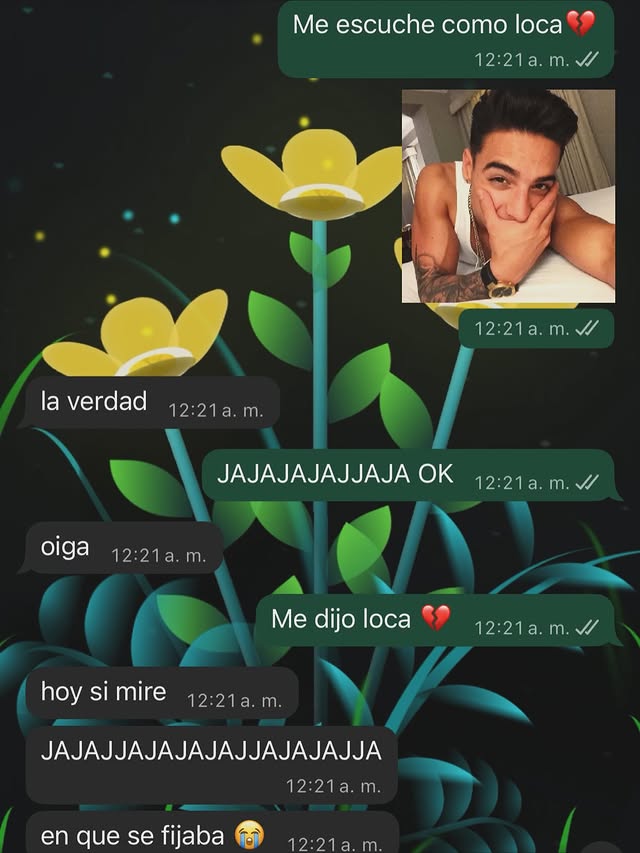 Me escuche como loca💔
12:21 a. m.
12:21 a. m.
la verdad 12:21 a. m.
JAJAJAJAJJAJA OK 12:21 a. m.
oiga 12:21 a. m.
Me dijo loca 💔 12:21 a. m.
hoy si mire 12:21 a. m.
JAJAJJAJAJAJAJJAJAJAJJA
12:21 a. m.
en que se fijaba 😭 12:21 a. m.